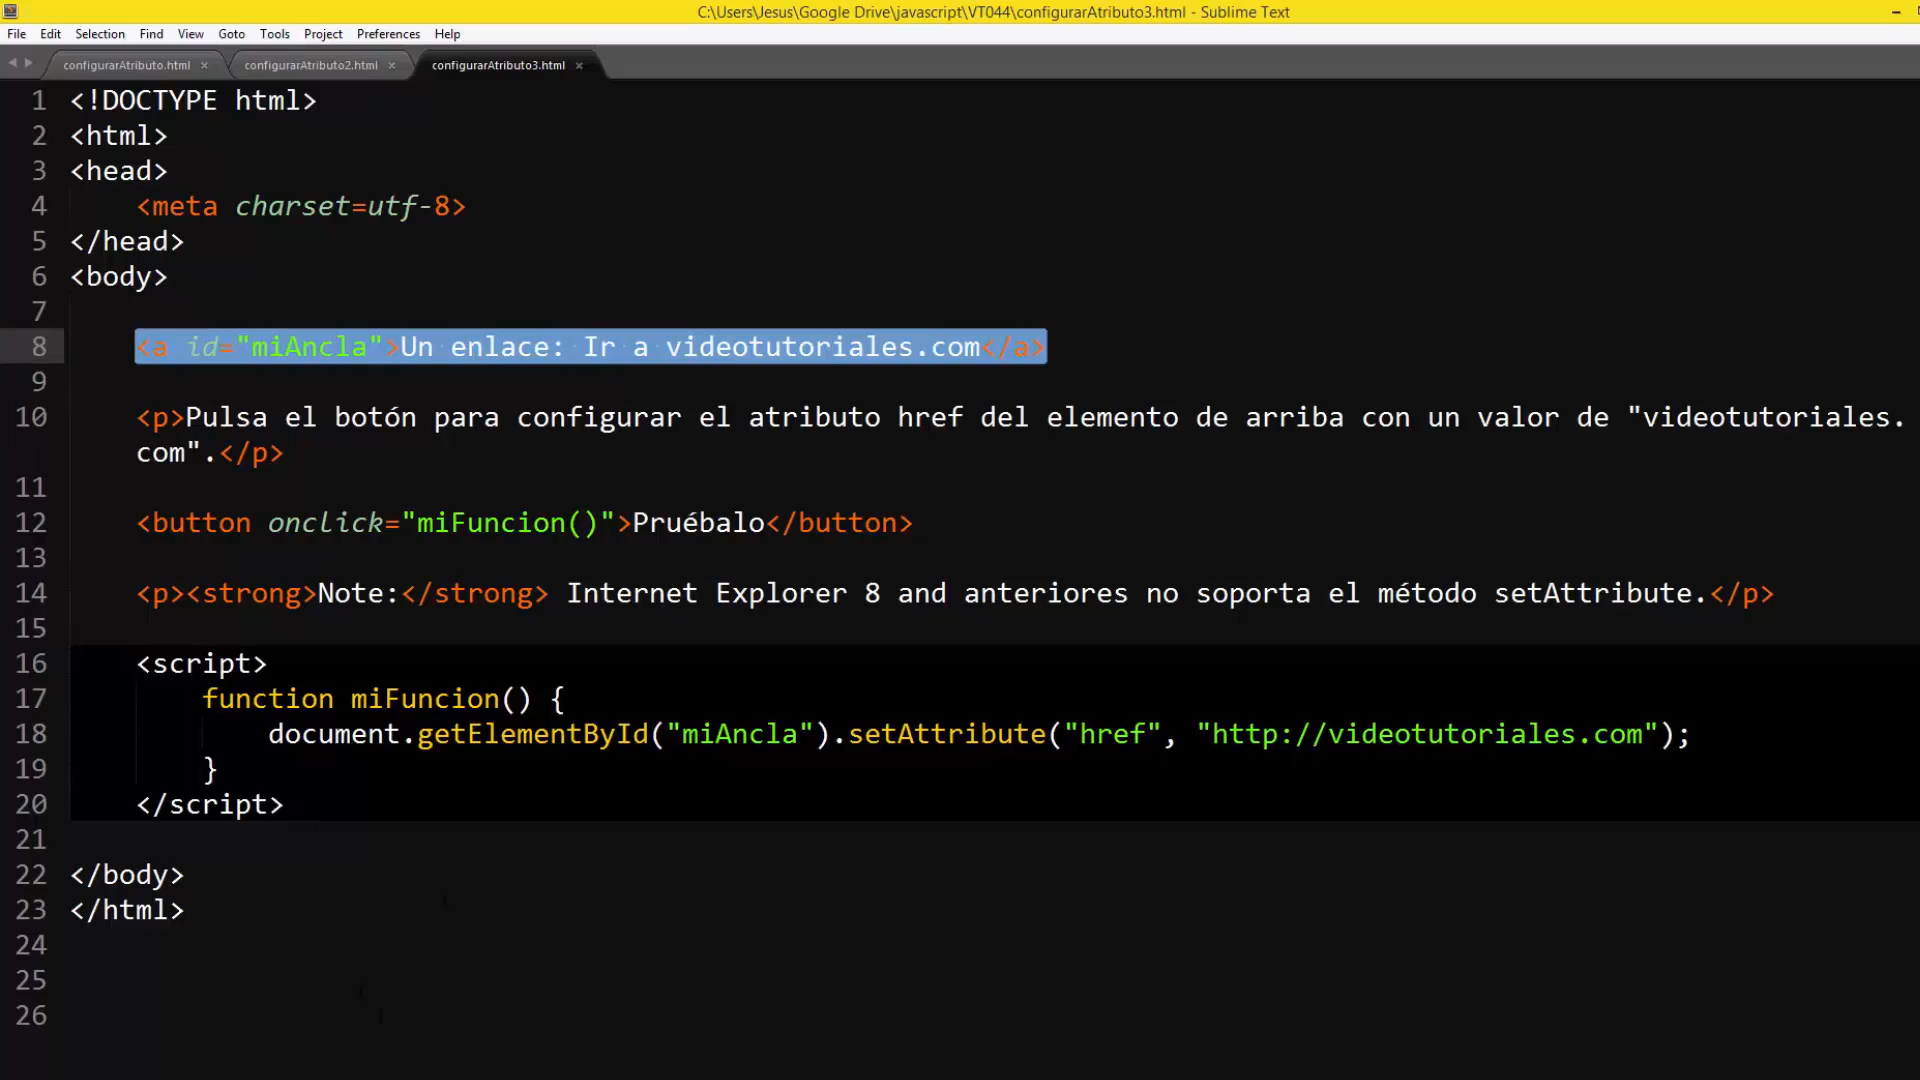 C:\Users\Jesus\Google Drive\javascript\VT044\configurarAtributo3.html - Sublime Text
File Edit Selection Find View Goto Tools Project Preferences Help
configurarAtributo.html × configurarAtributo2.html × configurarAtributo3.html ×
1 <!DOCTYPE html>
2 <html>
3 <head>
4 <meta charset=utf-8>
5 </head>
6 <body>
7
8 <a id="miAncla">Un enlace: Ir a videotutoriales.com</a>
9
10 <p>Pulsa el botón para configurar el atributo href del elemento de arriba con un valor de "videotutoriales.
com".</p>
11
12 <button onclick="miFuncion()">Pruébalo</button>
13
14 <p><strong>Note:</strong> Internet Explorer 8 and anteriores no soporta el método setAttribute.</p>
15
16 <script>
17 function miFuncion() {
18 document.getElementById("miAncla").setAttribute("href", "http://videotutoriales.com");
19 }
20 </script>
21
22 </body>
23 </html>
24
25
26